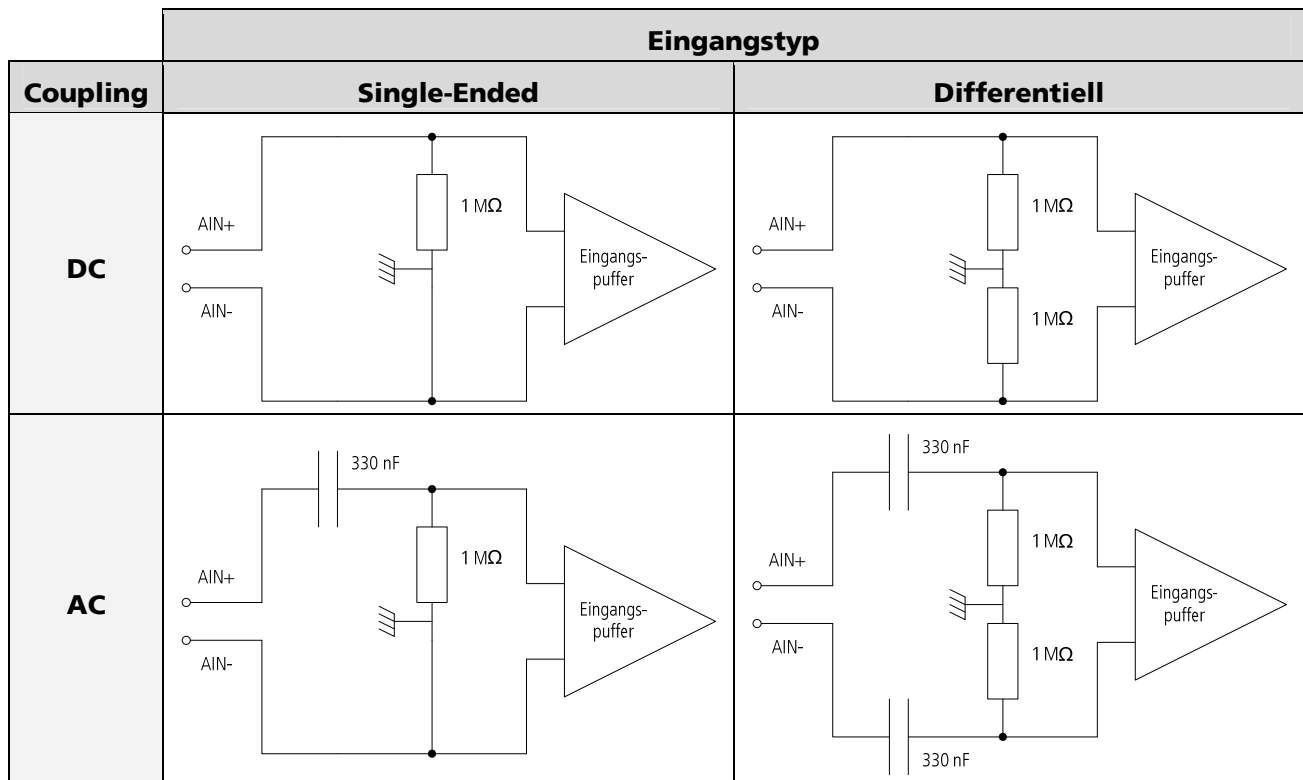 Eingangstyp
Coupling
Single-Ended
Differentiell
DC
AIN+
AIN-
1 MΩ
Eingangs-
puffer
AIN+
AIN-
1 MΩ
1 MΩ
Eingangs-
puffer
AC
330 nF
AIN+
AIN-
1 MΩ
Eingangs-
puffer
330 nF
AIN+
AIN-
1 MΩ
1 MΩ
Eingangs-
puffer
330 nF